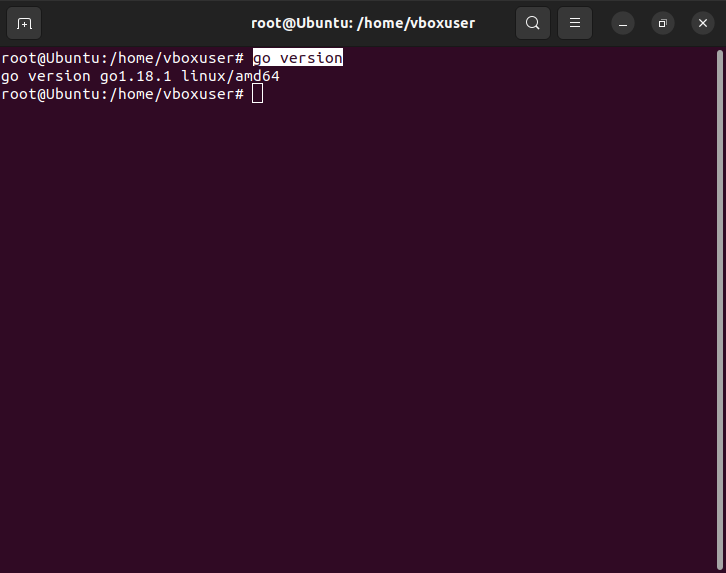 root@Ubuntu: /home/vboxuser
root@Ubuntu:/home/vboxuser# go version
go version go1.18.1 linux/amd64
root@Ubuntu:/home/vboxuser#